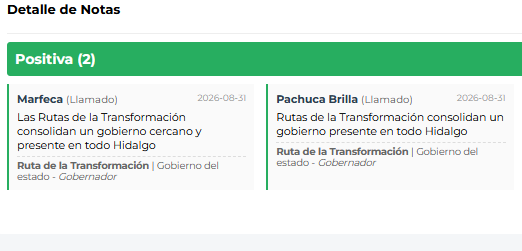 Detalle de Notas
Positiva (2)
Marfeca (Llamado) 2026-08-31
Las Rutas de la Transformación
consolidan un gobierno cercano y
presente en todo Hidalgo
Ruta de la Transformación | Gobierno del
estado - Gobernador
Pachuca Brilla (Llamado) 2026-08-31
Rutas de la Transformación consolidan un
gobierno presente en todo Hidalgo
Ruta de la Transformación | Gobierno del
estado - Gobernador